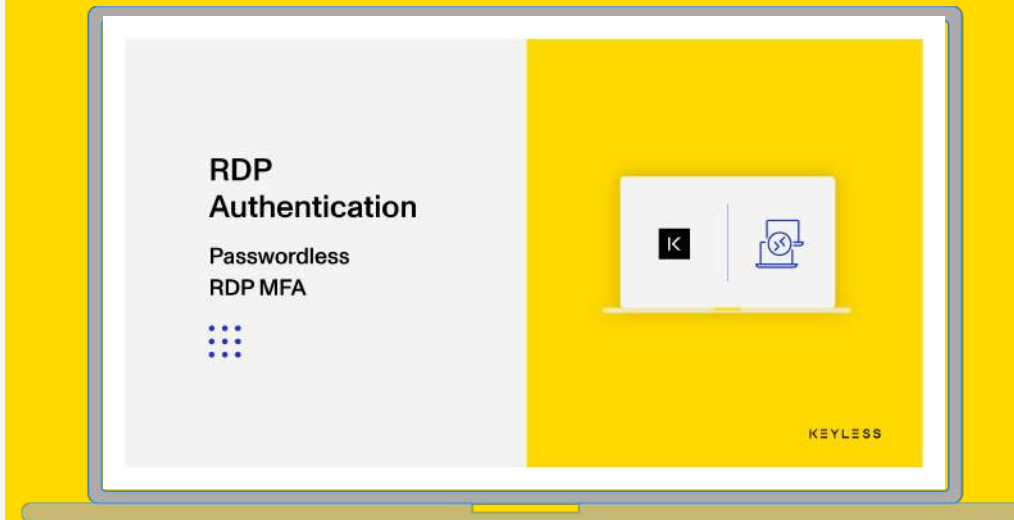 RDP
Authentication
Passwordless
RDP MFA
K
KEYLESS